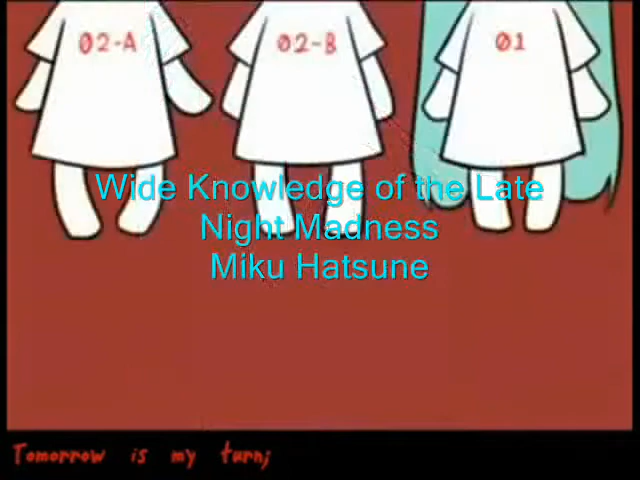 02-A 02-B 01
Wide Knowledge of the Late
Night Madness
Miku Hatsune
Tomorrow is my turn;